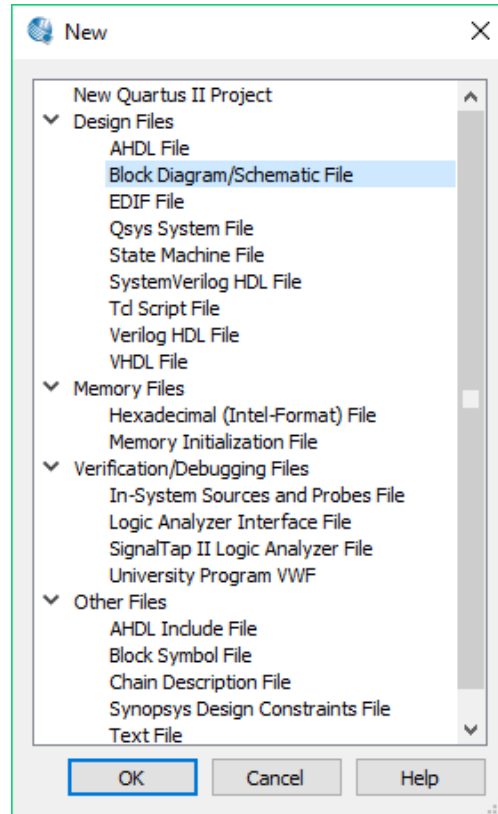 New
New Quartus II Project
Design Files
AHDL File
Block Diagram/Schematic File
EDIF File
Qsys System File
State Machine File
SystemVerilog HDL File
Tcl Script File
Verilog HDL File
VHDL File
Memory Files
Hexadecimal (Intel-Format) File
Memory Initialization File
Verification/Debugging Files
In-System Sources and Probes File
Logic Analyzer Interface File
SignalTap II Logic Analyzer File
University Program VWF
Other Files
AHDL Include File
Block Symbol File
Chain Description File
Synopsys Design Constraints File
Text File
OK Cancel Help